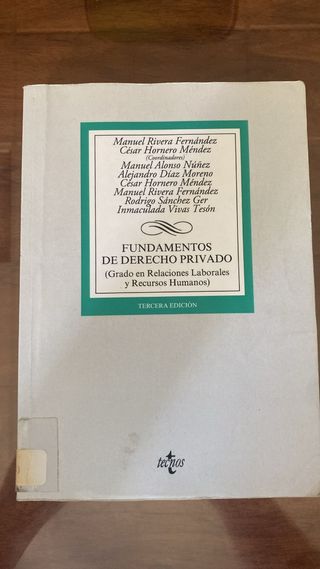 Manuel Rivera Fernández
César Hornero Méndez
(Coordinadores)
Manuel Alonso Núñez
Alejandro Díaz Moreno
César Hornero Méndez
Manuel Rivera Fernández
Rodrigo Sánchez Ger
Inmaculada Vivas Tesón
FUNDAMENTOS
DE DERECHO PRIVADO
(Grado en Relaciones Laborales
y Recursos Humanos)
TERCERA EDICIÓN
tecnos